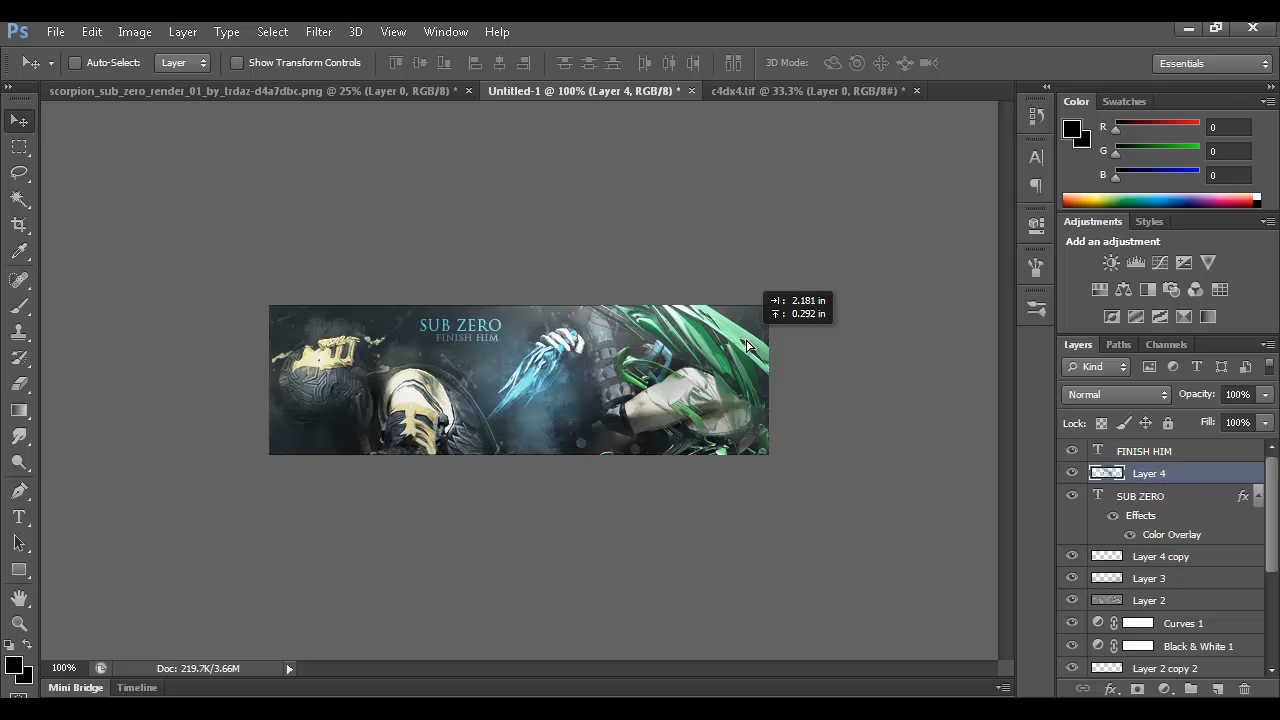 Ps File Edit Image Layer Type Select Filter 3D View Window Help
Auto-Select: Layer Show Transform Controls 3D Mode: Essentials
scorpion_sub_zero_render_01_by_trdaz-d4a7dbc.png @ 25% (Layer 0, RGB/8) * × Untitled-1 @ 100% (Layer 4, RGB/8) * × c4dx4.tif @ 33.3% (Layer 0, RGB/8#) * ×
Color Swatches
R 0
G 0
B 0
Adjustments Styles
Add an adjustment
2.181 in
0.292 in
SUB ZERO
FINISH HIM
Layers Paths Channels
Kind
Normal Opacity: 100%
Lock: Fill: 100%
T FINISH HIM
Layer 4
T SUB ZERO fx
Effects
Color Overlay
Layer 4 copy
Layer 3
Layer 2
Curves 1
Black & White 1
Layer 2 copy 2
100% Doc: 219.7K/3.66M
Mini Bridge Timeline